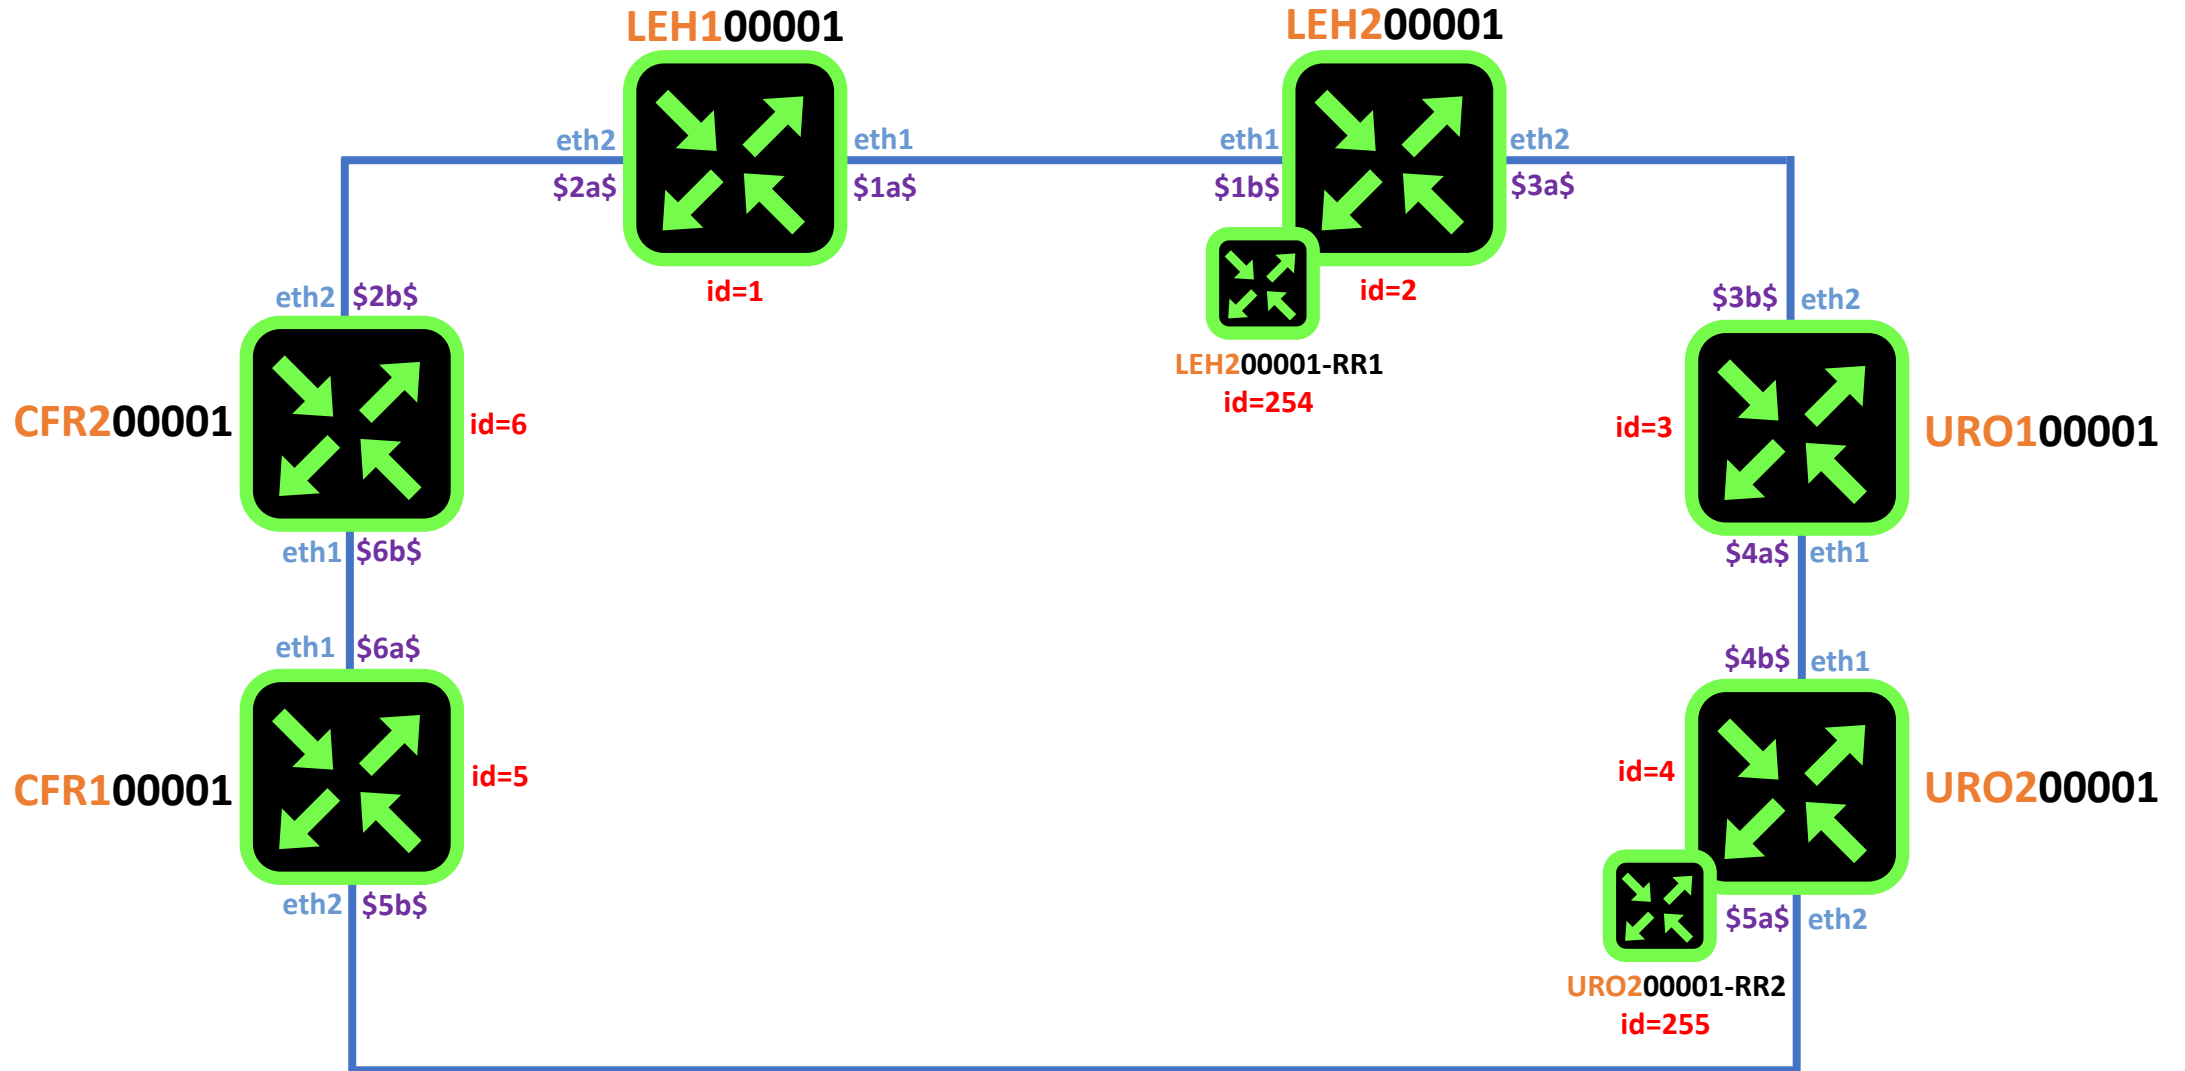 LEH100001
LEH200001
eth2
eth1
eth1
eth2
$2a$
$1a$
$1b$
$3a$
id=1
id=2
eth2
$2b$
$3b$
eth2
LEH200001-RR1
id=254
CFR200001
id=6
id=3
URO100001
eth1
$6b$
$4a$
eth1
eth1
$6a$
$4b$
eth1
CFR100001
id=5
id=4
URO200001
eth2
$5b$
$5a$
eth2
URO200001-RR2
id=255